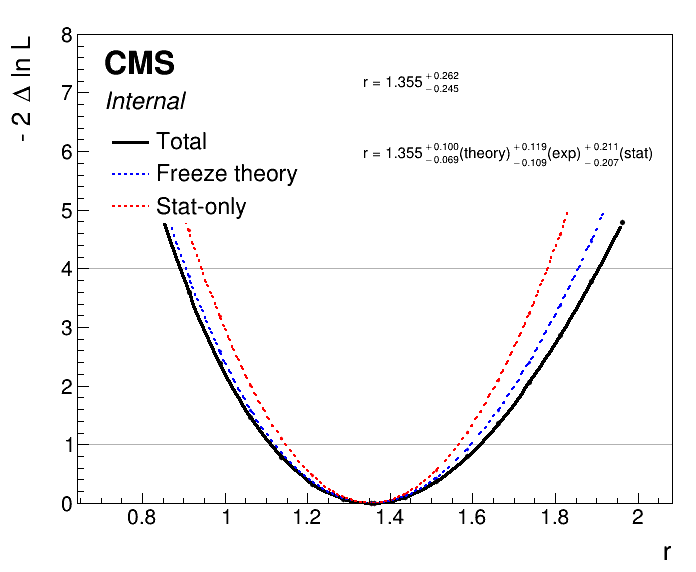 - 2 Δ ln L
8
7
6
5
4
3
2
1
0
CMS
Internal
Total
Freeze theory
Stat-only
r = 1.355 +0.262 −0.245
r = 1.355 +0.100 −0.069 (theory) +0.119 −0.109 (exp) +0.211 −0.207 (stat)
0.8 1 1.2 1.4 1.6 1.8 2
r